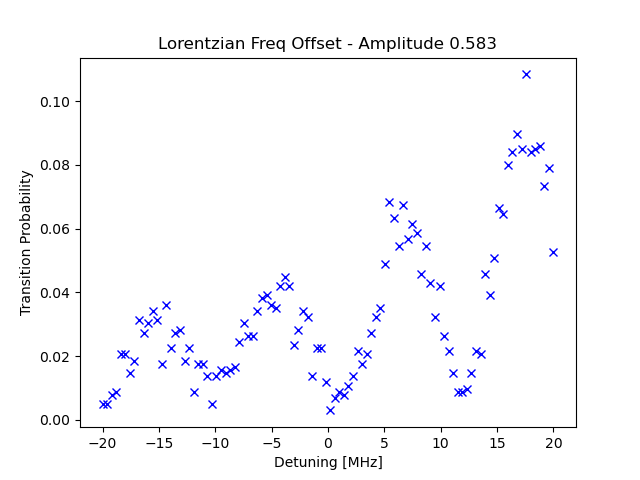 Lorentzian Freq Offset - Amplitude 0.583
Transition Probability
0.10
0.08
0.06
0.04
0.02
0.00
−20 −15 −10 −5 0 5 10 15 20
Detuning [MHz]